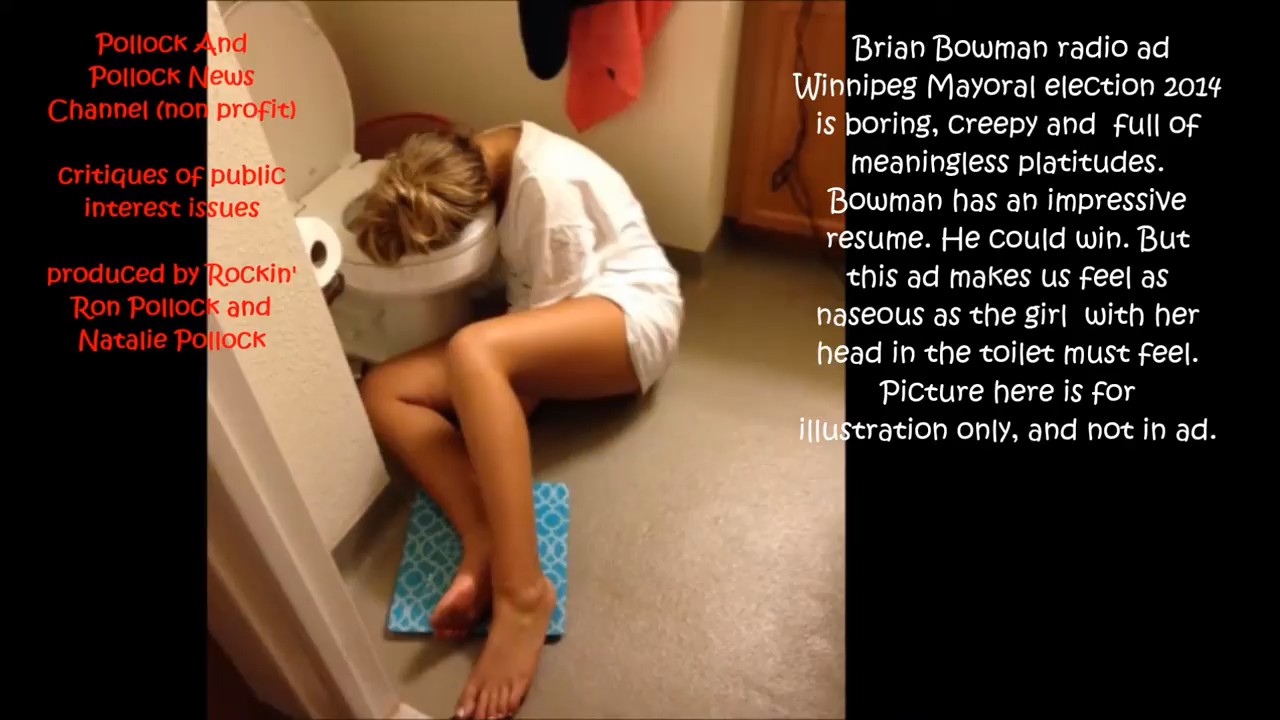 Pollock And
Pollock News
Channel (non profit)
critiques of public
interest issues
produced by Rockin'
Ron Pollock and
Natalie Pollock
Brian Bowman radio ad
Winnipeg Mayoral election 2014
is boring, creepy and full of
meaningless platitudes.
Bowman has an impressive
resume. He could win. But
this ad makes us feel as
naseous as the girl with her
head in the toilet must feel.
Picture here is for
illustration only, and not in ad.